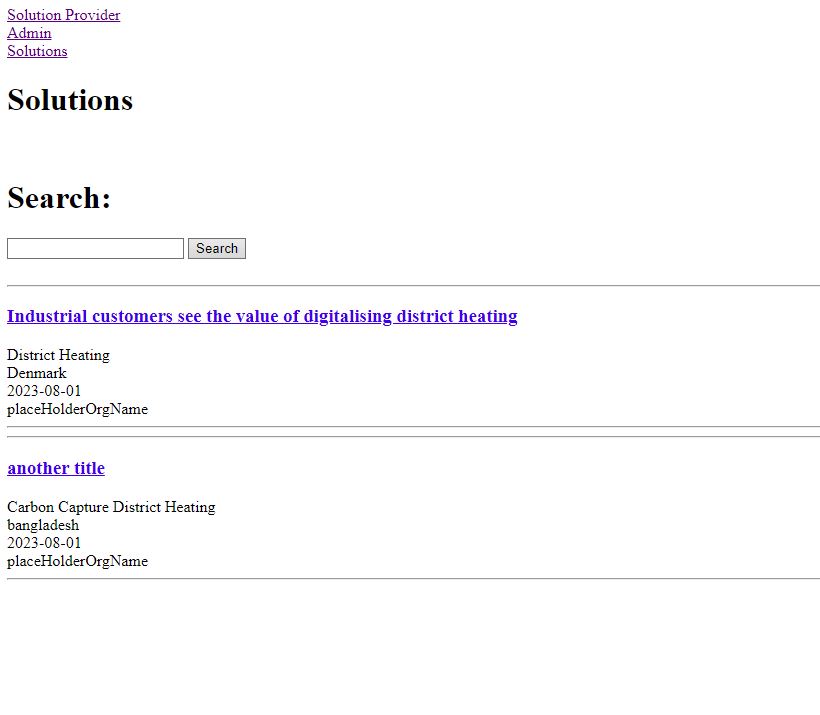 Solution Provider
Admin
Solutions
Solutions
Search:
Search
Industrial customers see the value of digitalising district heating
District Heating
Denmark
2023-08-01
placeHolderOrgName
another title
Carbon Capture District Heating
bangladesh
2023-08-01
placeHolderOrgName